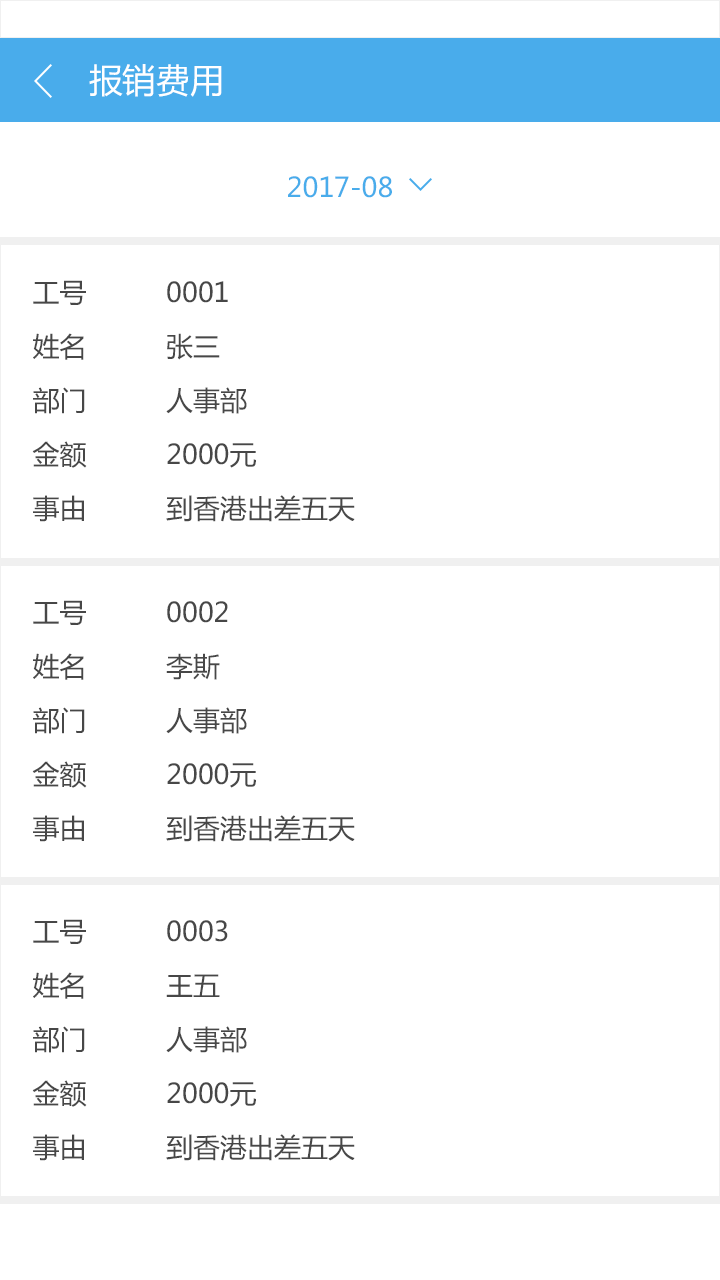 报销费用
2017-08
工号 0001
姓名 张三
部门 人事部
金额 2000元
事由 到香港出差五天
工号 0002
姓名 李斯
部门 人事部
金额 2000元
事由 到香港出差五天
工号 0003
姓名 王五
部门 人事部
金额 2000元
事由 到香港出差五天